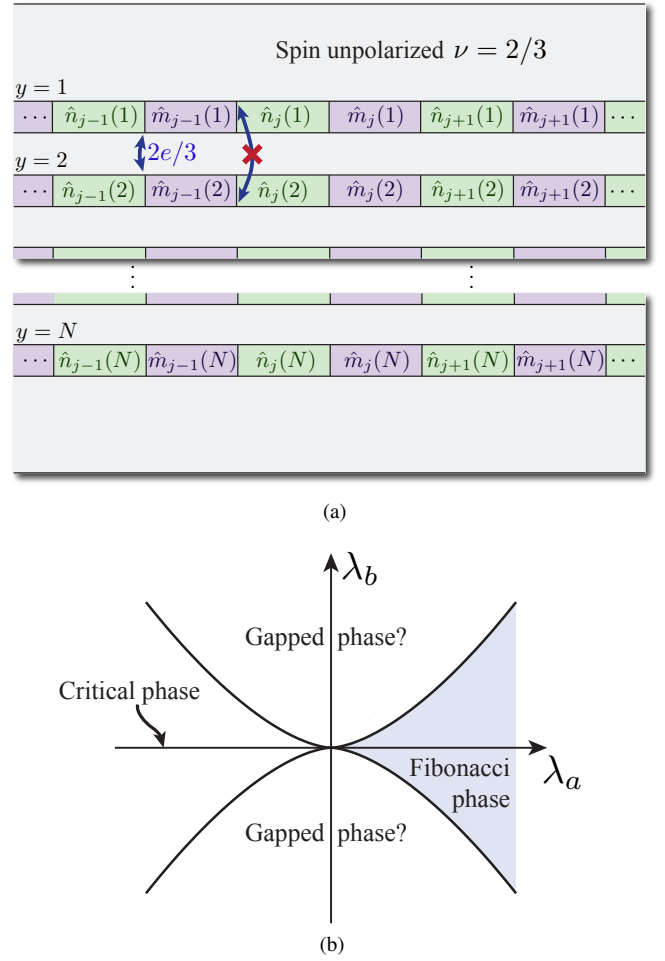 Spin unpolarized ν = 2/3
y = 1
··· n̂_{j−1}(1) m̂_{j−1}(1) n̂_j(1) m̂_j(1) n̂_{j+1}(1) m̂_{j+1}(1) ···
y = 2 2e/3
··· n̂_{j−1}(2) m̂_{j−1}(2) n̂_j(2) m̂_j(2) n̂_{j+1}(2) m̂_{j+1}(2) ···
⋮ ⋮
y = N
··· n̂_{j−1}(N) m̂_{j−1}(N) n̂_j(N) m̂_j(N) n̂_{j+1}(N) m̂_{j+1}(N) ···
(a)
λ_b
Gapped phase?
Critical phase
Fibonacci
phase
λ_a
Gapped phase?
(b)